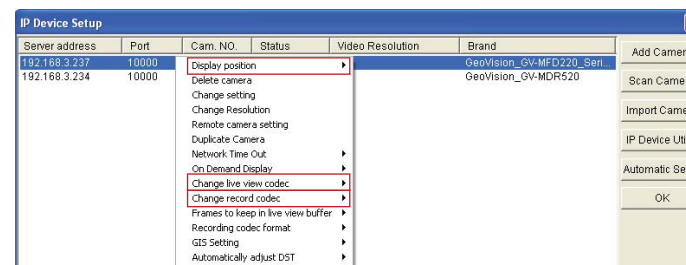 IP Device Setup
Server address Port Cam. NO. Status Video Resolution Brand
192.168.3.237 10000 GeoVision_GV-MFD220_Seri...
192.168.3.234 10000 GeoVision_GV-MDR520
Display position
Delete camera
Change setting
Change Resolution
Remote camera setting
Duplicate Camera
Network Time Out
On Demand Display
Change live view codec
Change record codec
Frames to keep in live view buffer
Recording codec format
GIS Setting
Automatically adjust DST
Add Camer
Scan Came
Import Came
IP Device Uti
Automatic Se
OK